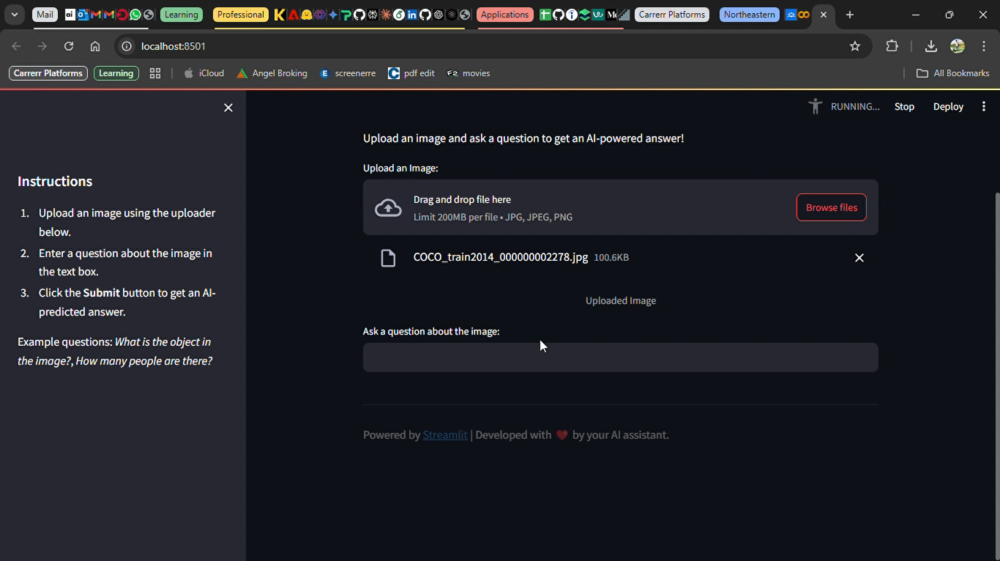 Mail
Learning
Professional
Applications
Carrerr Platforms
Northeastern
localhost:8501
Carrerr Platforms
Learning
iCloud
Angel Broking
screenerre
pdf edit
movies
All Bookmarks
RUNNING...
Stop
Deploy
Instructions
1. Upload an image using the uploader
below.
2. Enter a question about the image in
the text box.
3. Click the Submit button to get an AI-
predicted answer.
Example questions: What is the object in
the image?, How many people are there?
Upload an image and ask a question to get an AI-powered answer!
Upload an Image:
Drag and drop file here
Limit 200MB per file • JPG, JPEG, PNG
Browse files
COCO_train2014_000000002278.jpg 100.6KB
Uploaded Image
Ask a question about the image:
Powered by Streamlit | Developed with ❤️ by your AI assistant.